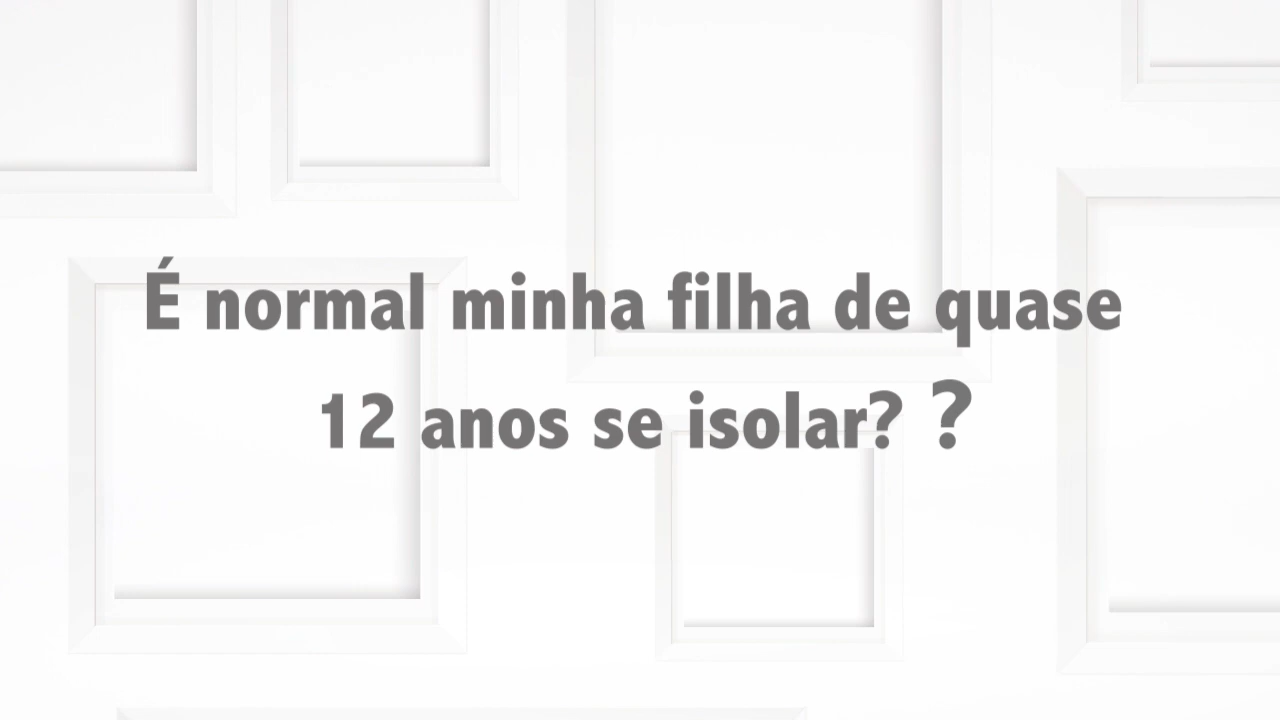 É normal minha filha de quase
12 anos se isolar? ?